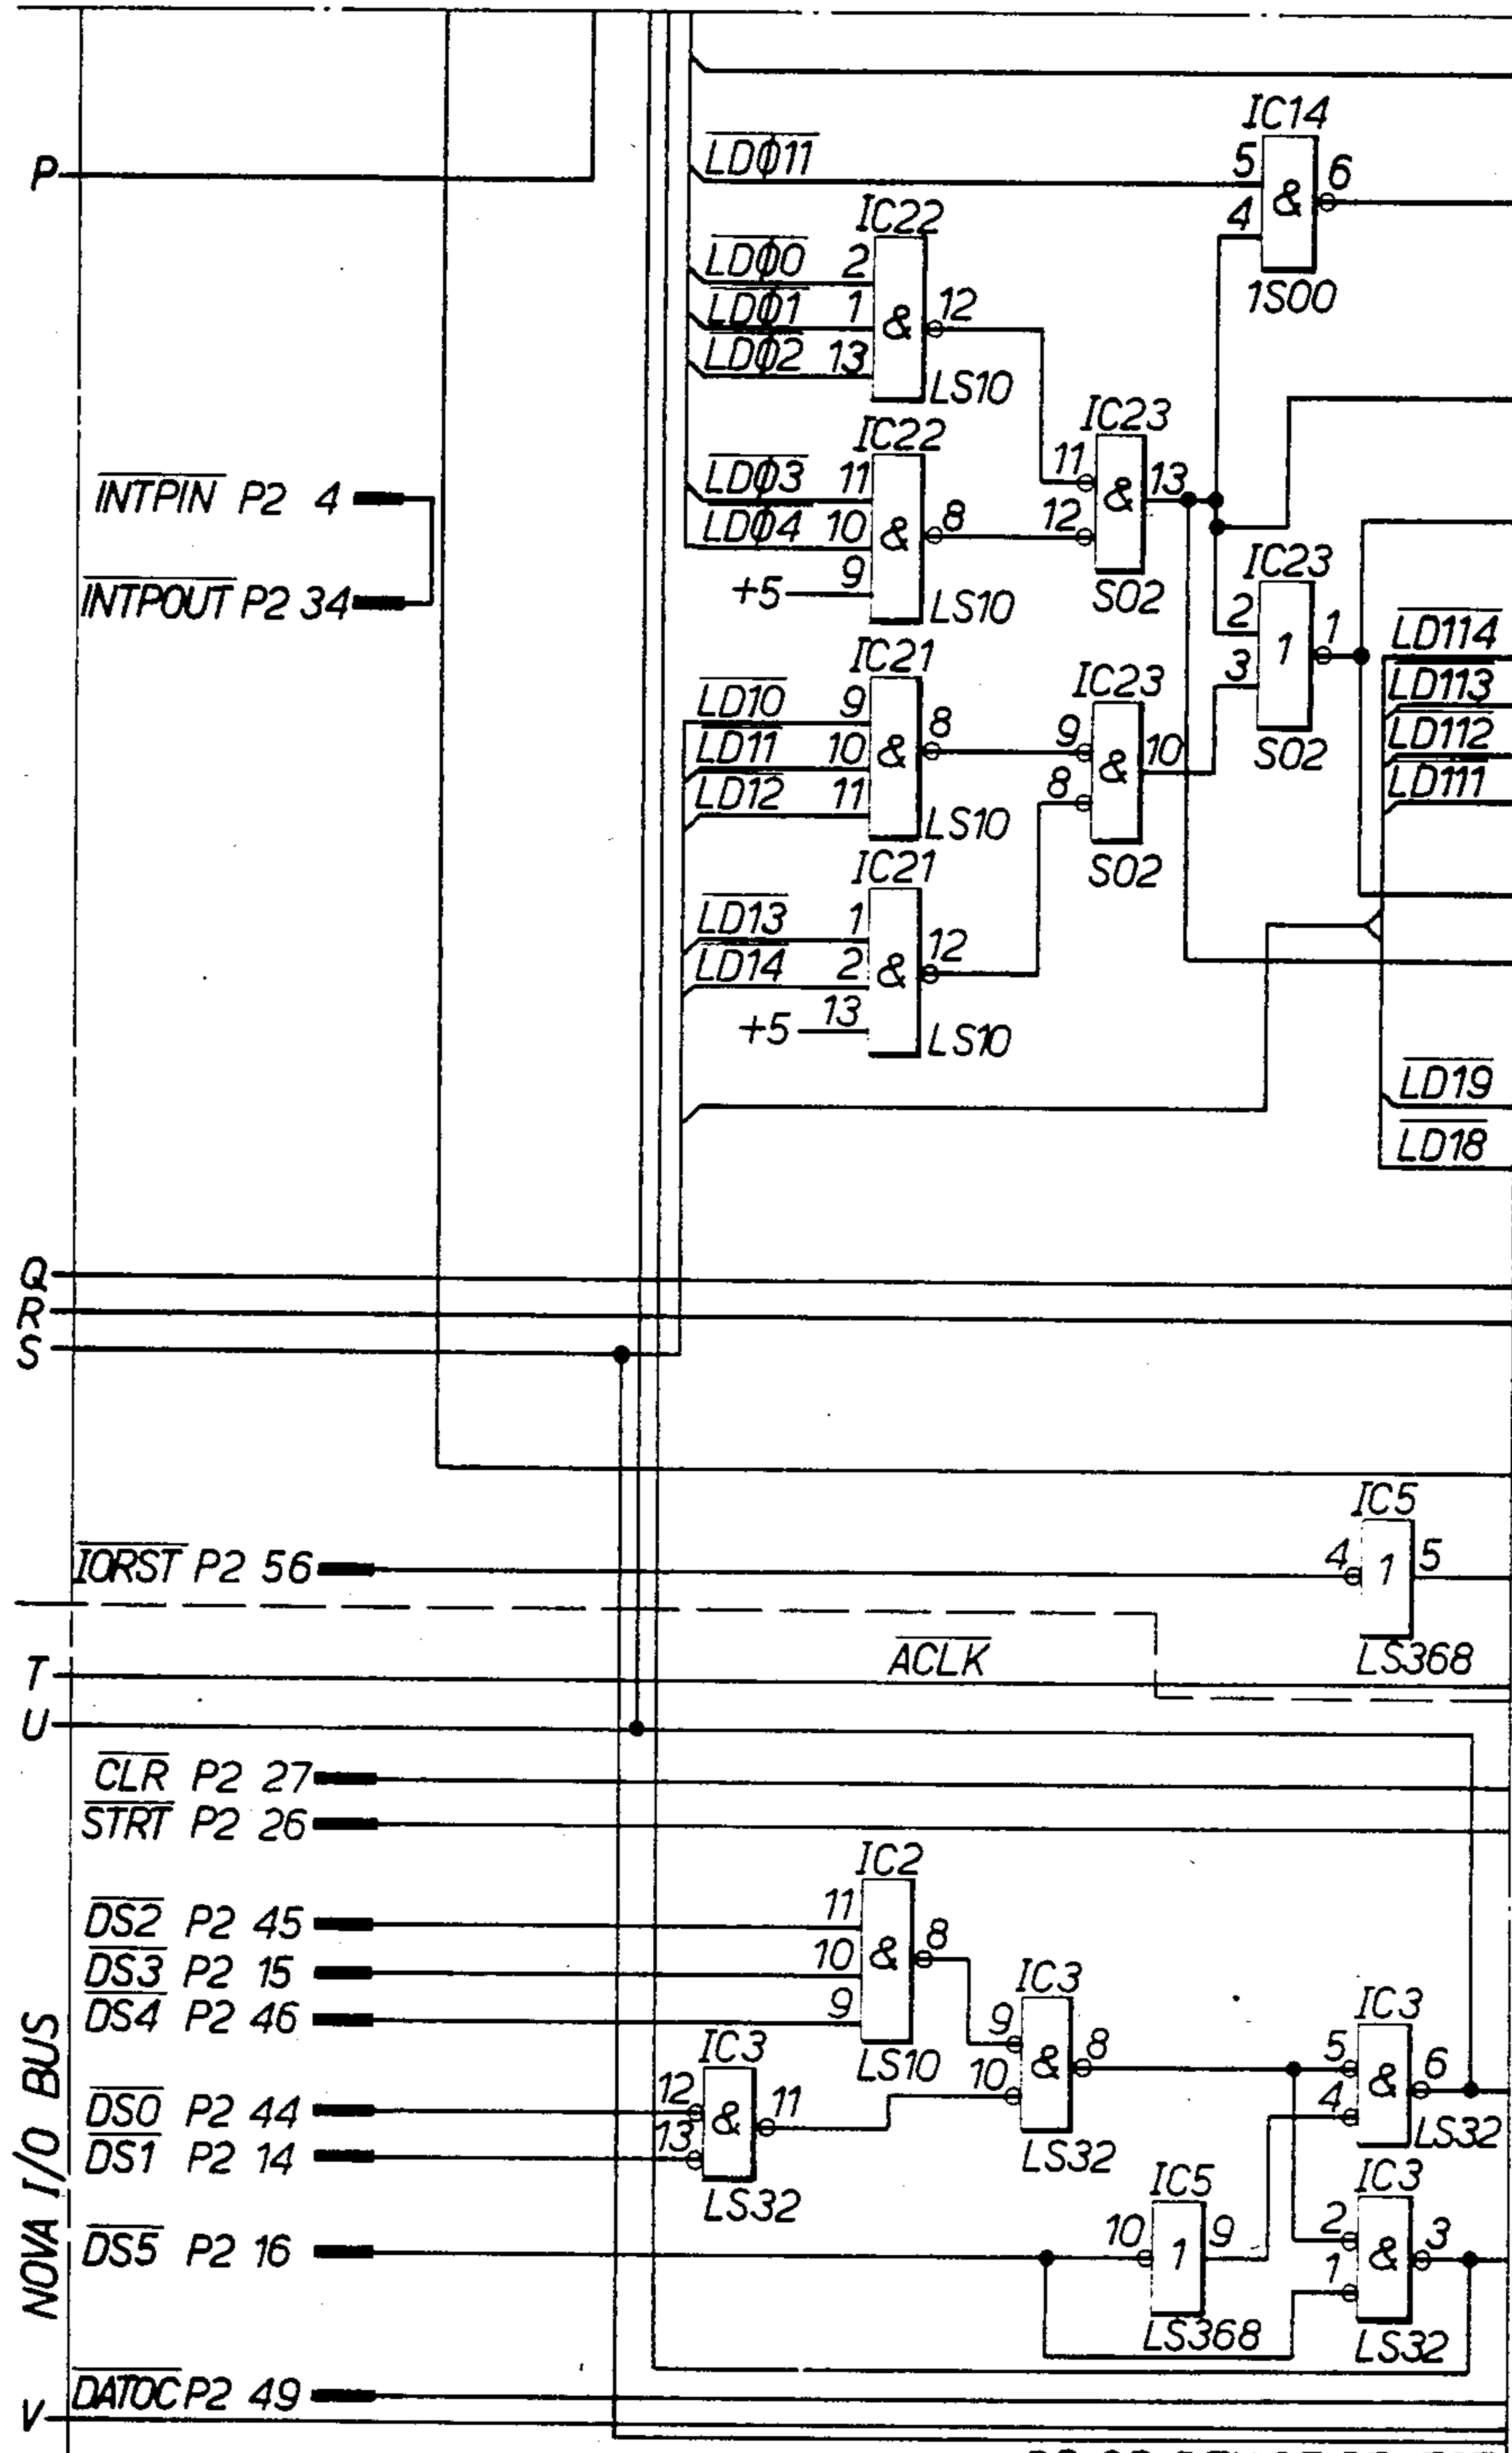 IC14
P
LDØ11
5
6
4
&
IC22
LDØ0
2
1S00
LDØ1
1
&
12
LDØ2
13
LS10
IC22
IC23
INTPIN P2 4
LDØ3
11
11
13
&
LDØ4
10
&
8
12
9
IC23
INTPOUT P2 34
+5
LS10
S02
2
1
1
LD114
IC21
3
IC23
LD113
LD10
9
8
9
10
LD112
LD11
10
&
&
S02
LD12
11
8
LD111
LS10
IC21
S02
LD13
1
12
LD14
2
&
+5
13
LS10
LD19
LD18
Q
R
S
IC5
IORST P2 56
4
1
5
LS368
ACLK
T
U
CLR P2 27
STRT P2 26
IC2
DS2 P2 45
11
8
DS3 P2 15
10
&
IC3
IC3
DS4 P2 46
9
9
IC3
LS10
&
8
5
6
12
10
&
DS0 P2 44
&
11
4
LS32
DS1 P2 14
13
LS32
LS32
IC5
IC3
10
9
2
3
DS5 P2 16
1
&
1
LS368
LS32
NOVA I/O BUS
DATOC P2 49
V